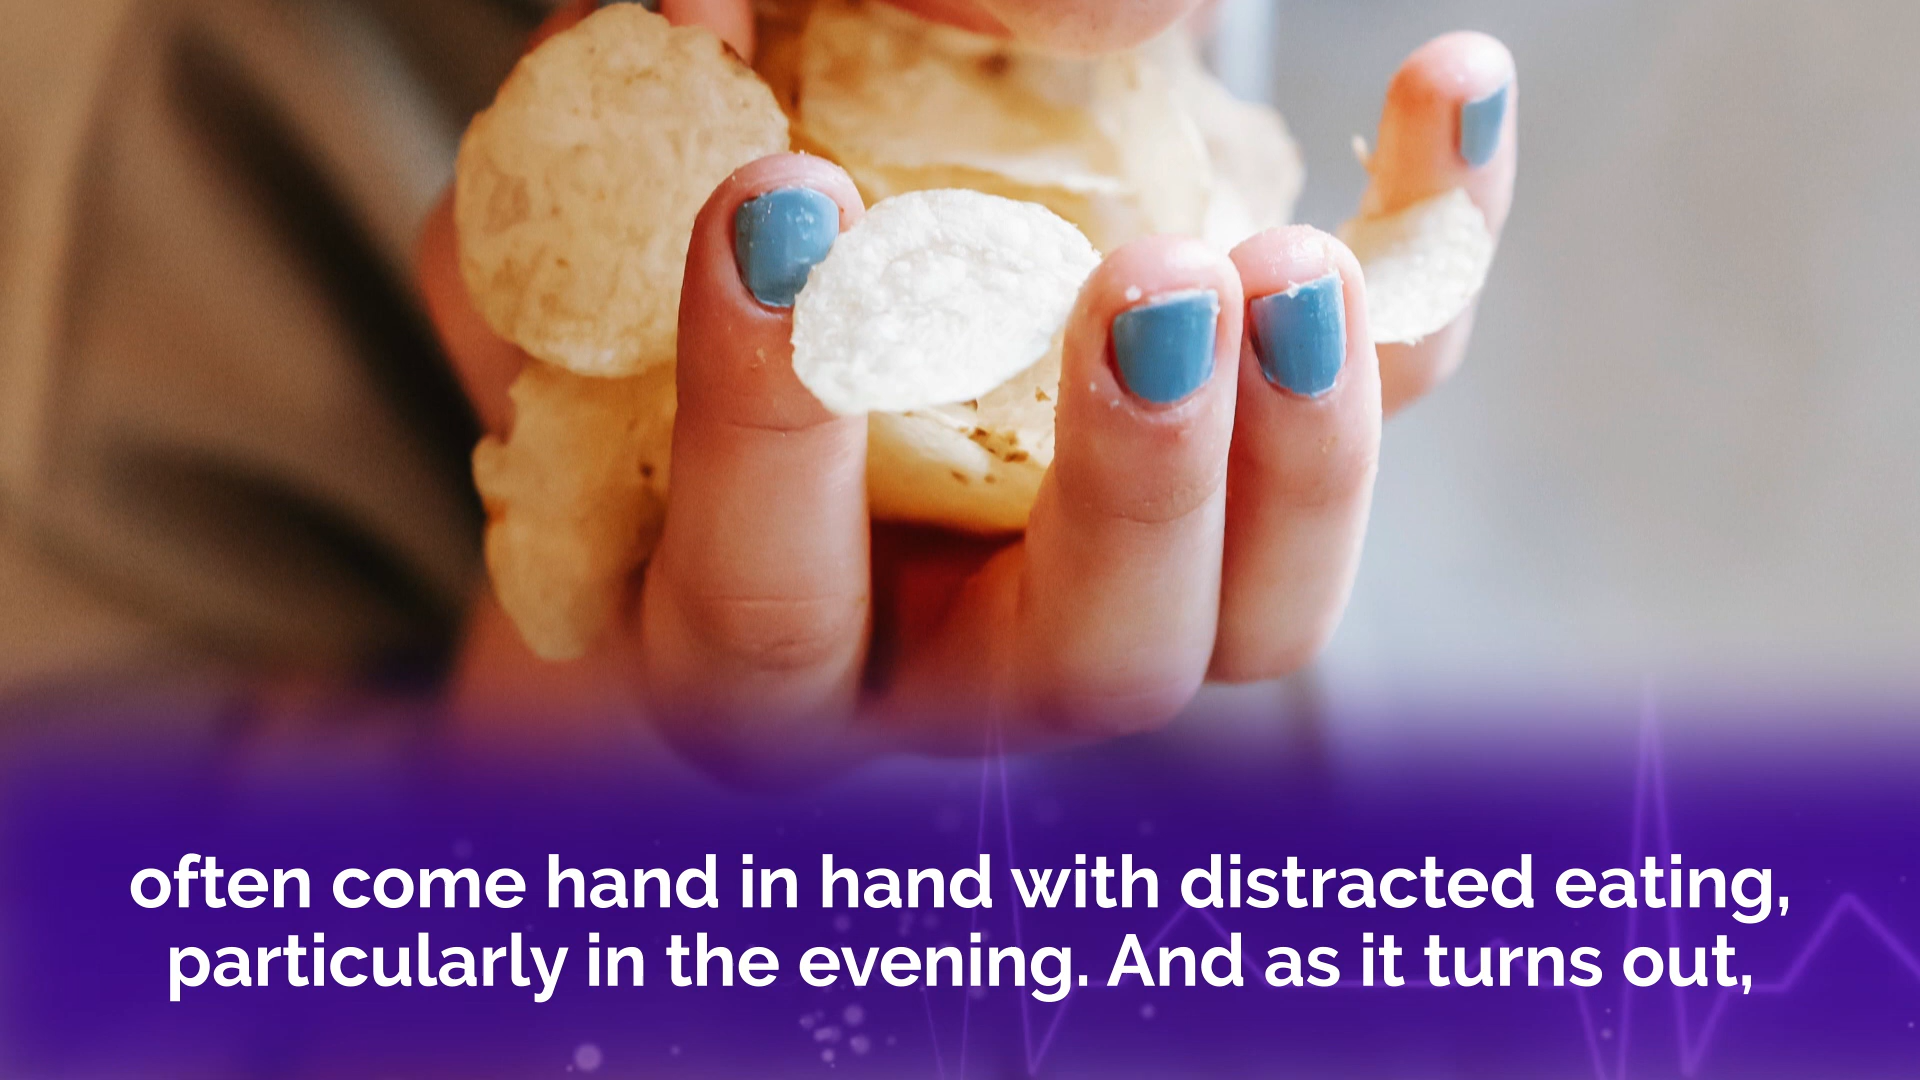 often come hand in hand with distracted eating,
particularly in the evening. And as it turns out,